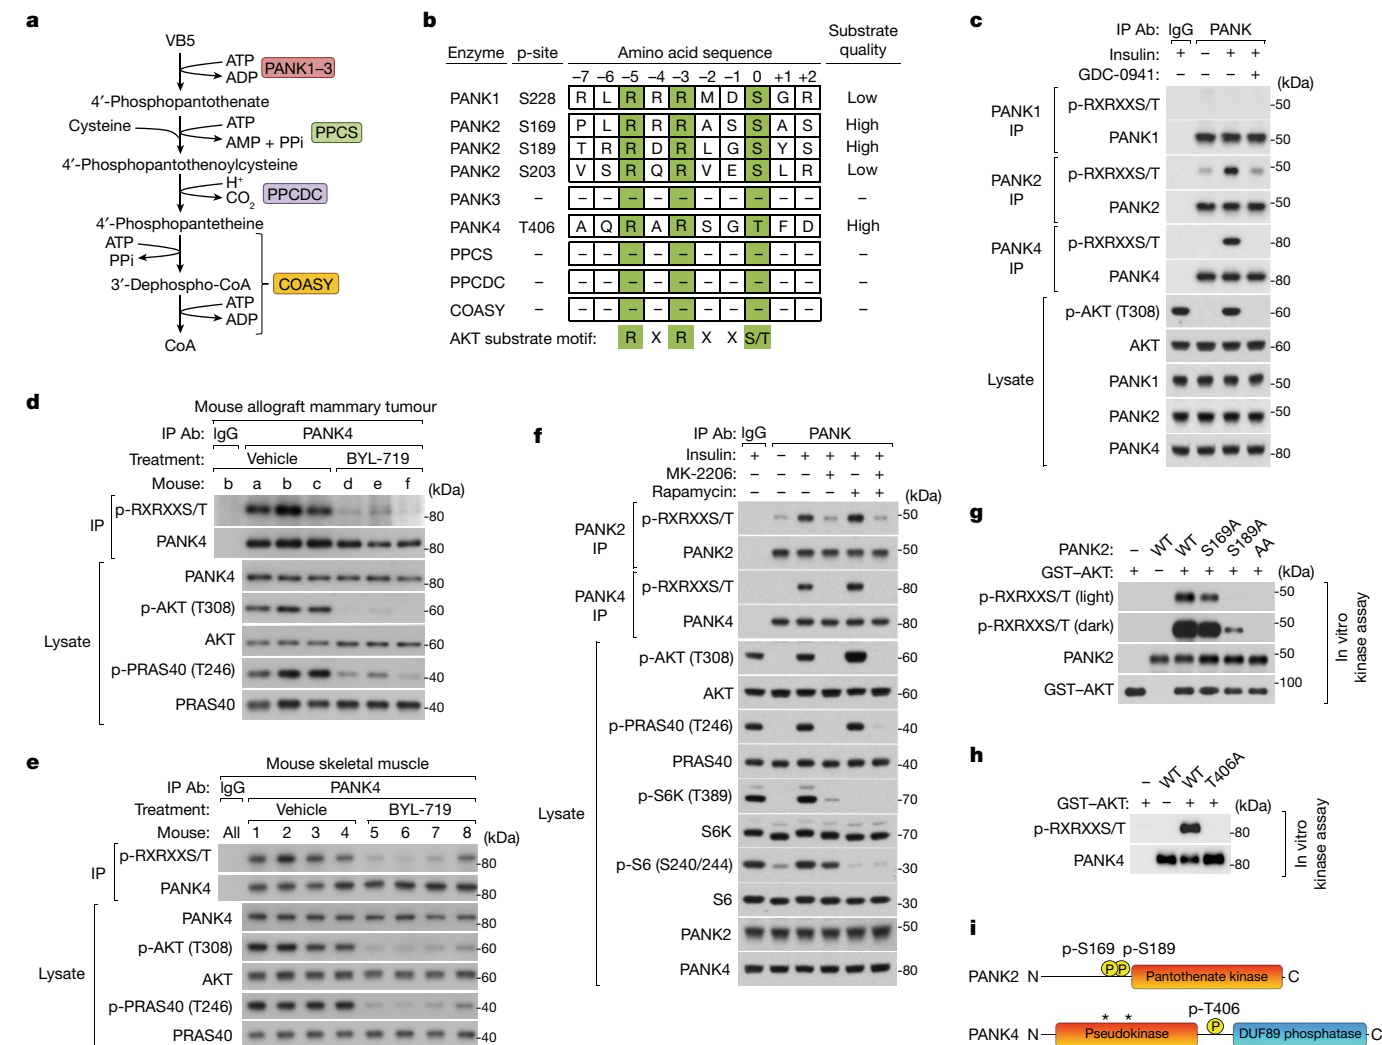 a
VB5
ATP
ADP
PANK1–3
4′-Phosphopantothenate
Cysteine
ATP
AMP + PPi
PPCS
4′-Phosphopantothenoylcysteine
H+
CO2
PPCDC
4′-Phosphopantetheine
ATP
PPi
3′-Dephospho-CoA
COASY
ATP
ADP
CoA
b
Enzyme p-site Amino acid sequence Substrate quality
–7 –6 –5 –4 –3 –2 –1 0 +1 +2
PANK1 S228 R L R R R M D S G R Low
PANK2 S169 P L R R R A S S A S High
PANK2 S189 T R R D R L G S Y S High
PANK2 S203 V S R Q R V E S L R Low
PANK3 – – – – – – – – – – – –
PANK4 T406 A Q R A R S G T F D High
PPCS – – – – – – – – – – – –
PPCDC – – – – – – – – – – – –
COASY – – – – – – – – – – – –
AKT substrate motif: R X R X X S/T
c
IP Ab: IgG PANK
Insulin: + – + +
GDC-0941: – – – +
(kDa)
PANK1 IP
p-RXRXXS/T -50
PANK1 -50
PANK2 IP
p-RXRXXS/T -50
PANK2 -50
PANK4 IP
p-RXRXXS/T -80
PANK4 -80
Lysate
p-AKT (T308) -60
AKT -60
PANK1 -50
PANK2 -50
PANK4 -80
d
Mouse allograft mammary tumour
IP Ab: IgG PANK4
Treatment: Vehicle BYL-719
Mouse: b a b c d e f (kDa)
IP
p-RXRXXS/T -80
PANK4 -80
Lysate
PANK4 -80
p-AKT (T308) -60
AKT -60
p-PRAS40 (T246) -40
PRAS40 -40
e
Mouse skeletal muscle
IP Ab: IgG PANK4
Treatment: Vehicle BYL-719
Mouse: All 1 2 3 4 5 6 7 8 (kDa)
IP
p-RXRXXS/T -80
PANK4 -80
Lysate
PANK4 -80
p-AKT (T308) -60
AKT -60
p-PRAS40 (T246) -40
PRAS40 -40
f
IP Ab: IgG PANK
Insulin: + – + + + +
MK-2206: – – – + – +
Rapamycin: – – – – + + (kDa)
PANK2 IP
p-RXRXXS/T -50
PANK2 -50
PANK4 IP
p-RXRXXS/T -80
PANK4 -80
Lysate
p-AKT (T308) -60
AKT -60
p-PRAS40 (T246) -40
PRAS40 -40
p-S6K (T389) -70
S6K -70
p-S6 (S240/244) -30
S6 -30
PANK2 -50
PANK4 -80
g
PANK2: – WT WT S169A S189A AA
GST–AKT: + – + + + + (kDa)
p-RXRXXS/T (light) -50
p-RXRXXS/T (dark) -50
PANK2 -50
GST–AKT -100
In vitro kinase assay
h
– WT WT T406A
GST–AKT: + – + + (kDa)
p-RXRXXS/T -80
PANK4 -80
In vitro kinase assay
i
p-S169 p-S189
PANK2 N P P Pantothenate kinase C
* * p-T406
PANK4 N Pseudokinase P DUF89 phosphatase C